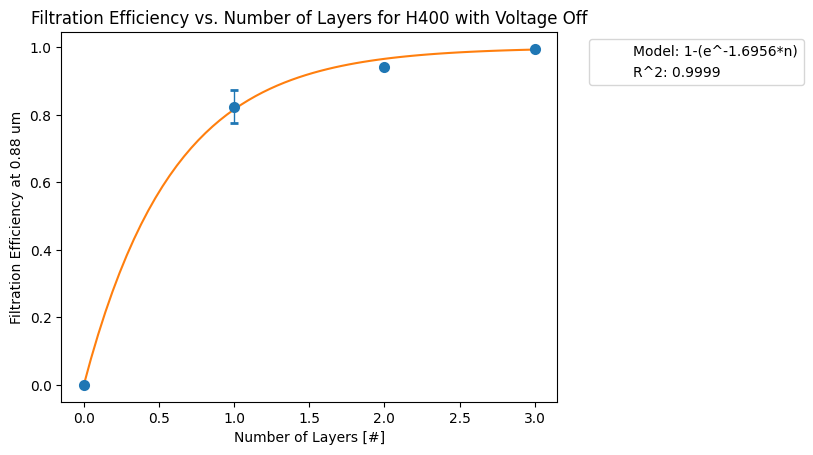 Filtration Efficiency vs. Number of Layers for H400 with Voltage Off
Model: 1-(e^-1.6956*n)
R^2: 0.9999
Filtration Efficiency at 0.88 um
1.0
0.8
0.6
0.4
0.2
0.0
0.0 0.5 1.0 1.5 2.0 2.5 3.0
Number of Layers [#]